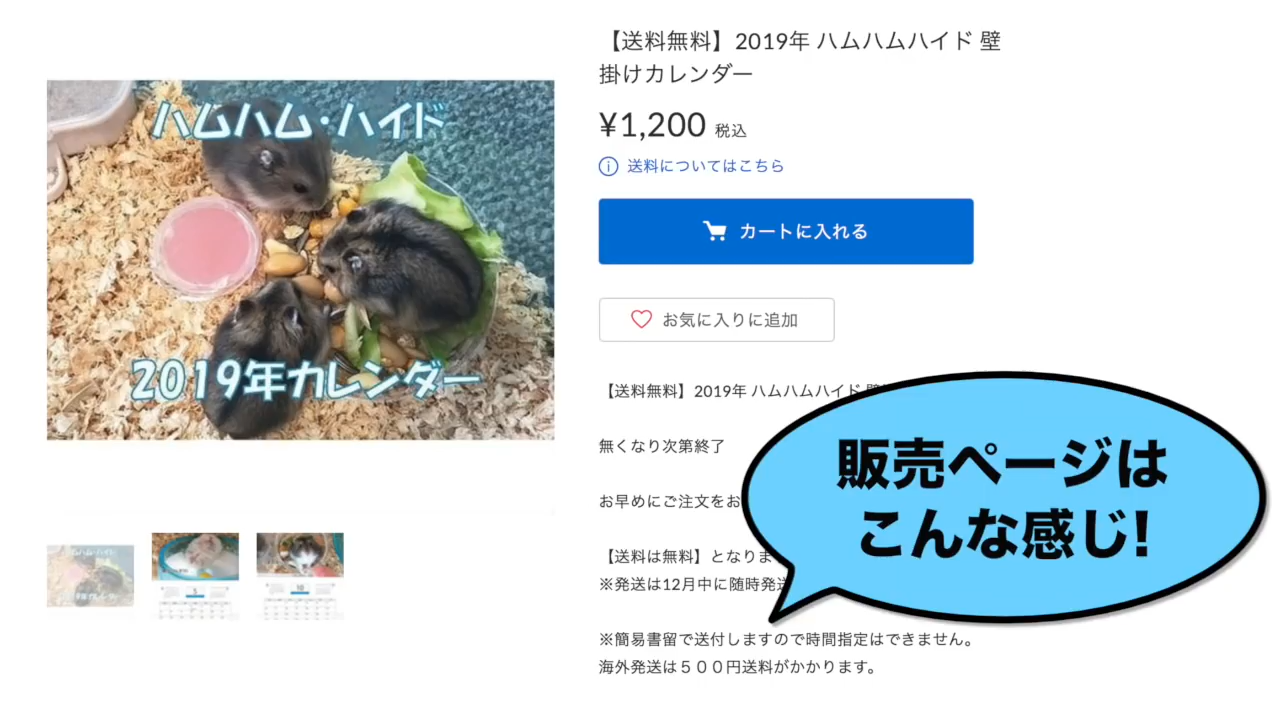 ハムハム・ハイド
2019年カレンダー
【送料無料】2019年 ハムハムハイド 壁
掛けカレンダー
¥1,200 税込
送料についてはこちら
カートに入れる
お気に入りに追加
【送料無料】2019年 ハムハムハイド
無くなり次第終了
お早めにご注文をお
【送料は無料】となりま
※発送は12月中に随時発送
販売ページは
こんな感じ!
※簡易書留で送付しますので時間指定はできません。
海外発送は５００円送料がかかります。